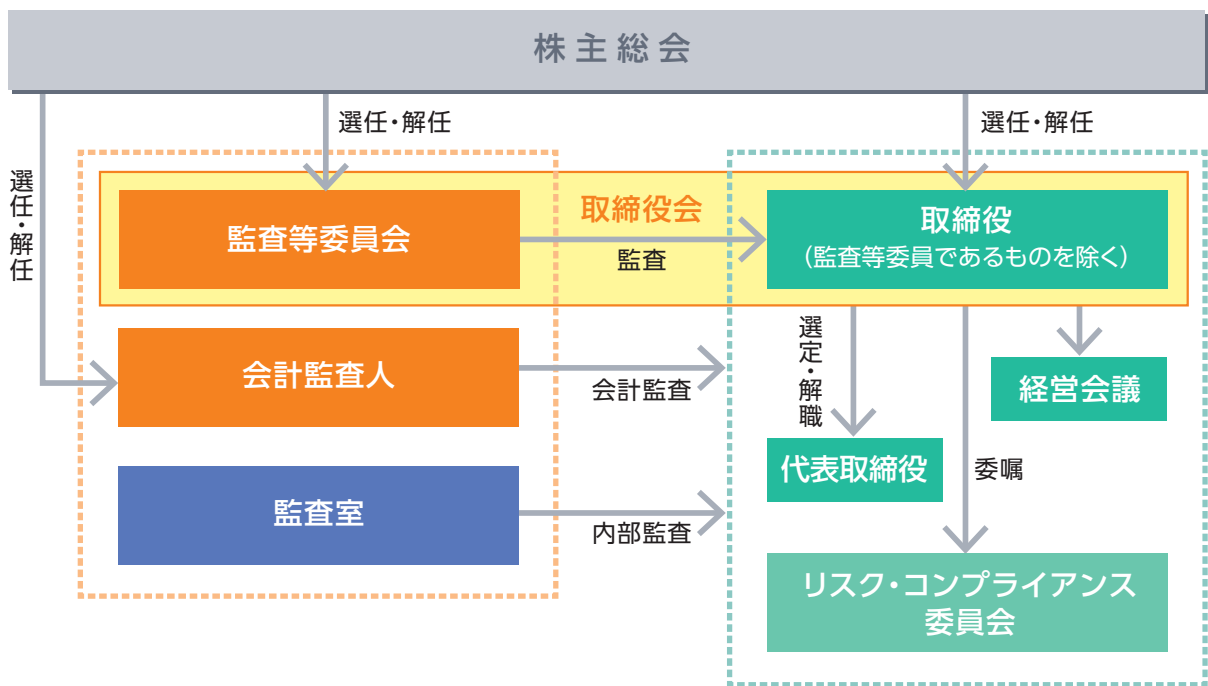 株主総会
選任・解任
選任・解任
選任・解任
取締役会
監査等委員会
監査
取締役
（監査等委員であるものを除く）
会計監査人
会計監査
選定・解職
経営会議
代表取締役
委嘱
監査室
内部監査
リスク・コンプライアンス
委員会